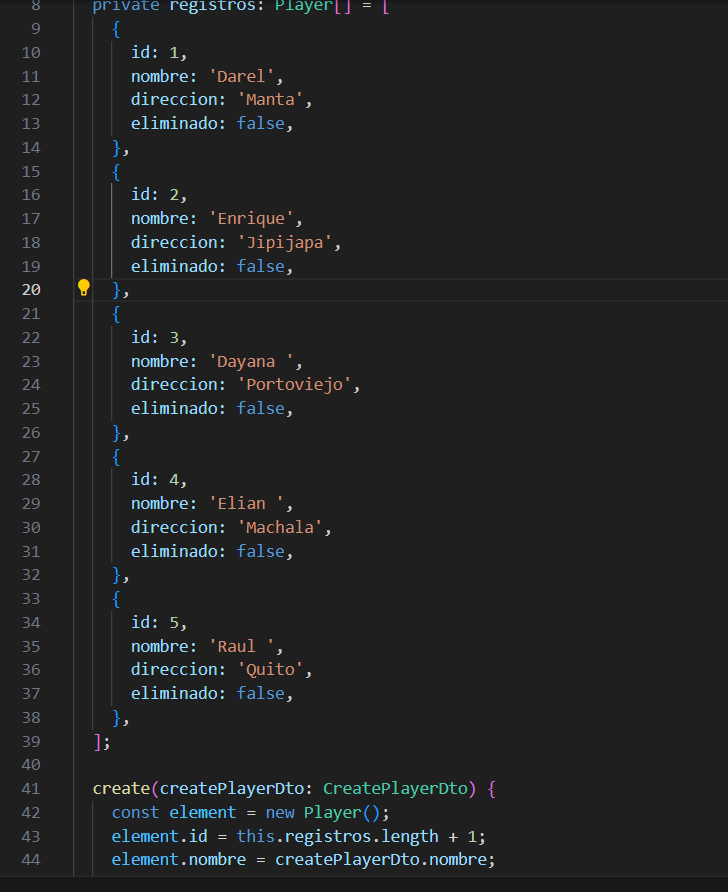 8 private registros: Player[] = [
9 {
10 id: 1,
11 nombre: 'Darel',
12 direccion: 'Manta',
13 eliminado: false,
14 },
15 {
16 id: 2,
17 nombre: 'Enrique',
18 direccion: 'Jipijapa',
19 eliminado: false,
20 },
21 {
22 id: 3,
23 nombre: 'Dayana ',
24 direccion: 'Portoviejo',
25 eliminado: false,
26 },
27 {
28 id: 4,
29 nombre: 'Elian ',
30 direccion: 'Machala',
31 eliminado: false,
32 },
33 {
34 id: 5,
35 nombre: 'Raul ',
36 direccion: 'Quito',
37 eliminado: false,
38 },
39 ];
40
41 create(createPlayerDto: CreatePlayerDto) {
42 const element = new Player();
43 element.id = this.registros.length + 1;
44 element.nombre = createPlayerDto.nombre;